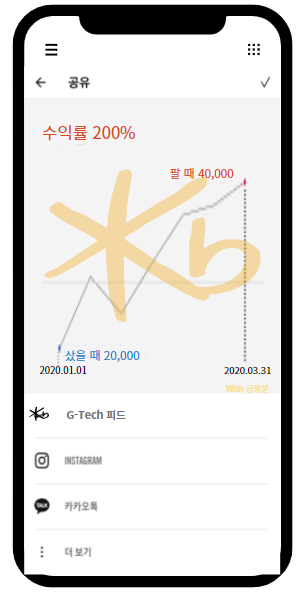 공유
수익률 200%
팔 때 40,000
샀을 때 20,000
2020.01.01
2020.03.31
With 금융문
G-Tech 피드
INSTAGRAM
TALK
카카오톡
더 보기